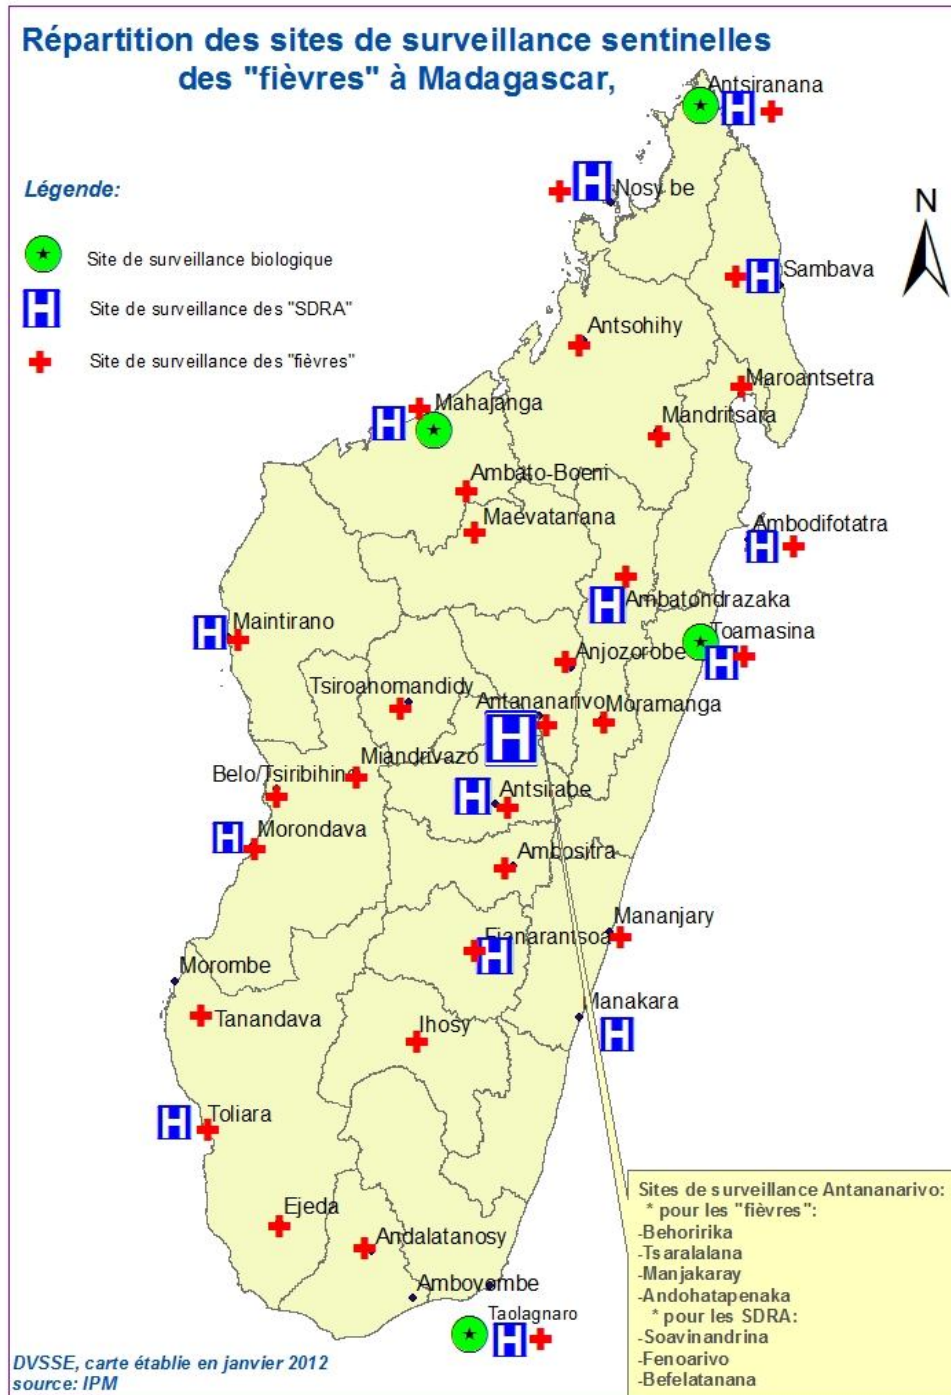 Répartition des sites de surveillance sentinelles
des "fièvres" à Madagascar,
Légende:
Site de surveillance biologique
Site de surveillance des "SDRA"
Site de surveillance des "fièvres"
N
Antsiranana
Nosy be
Sambava
Antsohihy
Maroantsetra
Mahajanga
Mandritsara
Ambato-Boeni
Maevatanana
Ambodifotatra
Ambatondrazaka
Maintirano
Toamasina
Anjozorobe
Tsiroanomandidy
Antananarivo
Moramanga
Miandrivazo
Belo/Tsiribihina
Antsirabe
Morondava
Ambositra
Mananjary
Fianarantsoa
Morombe
Manakara
Tanandava
Ihosy
Toliara
Ejeda
Andalatanosy
Ambovombe
Taolagnaro
Sites de surveillance Antananarivo:
* pour les "fièvres":
-Behoririka
-Tsaralalana
-Manjakaray
-Andohatapenaka
* pour les SDRA:
-Soavinandrina
-Fenoarivo
-Befelatanana
DVSSE, carte établie en janvier 2012
source: IPM